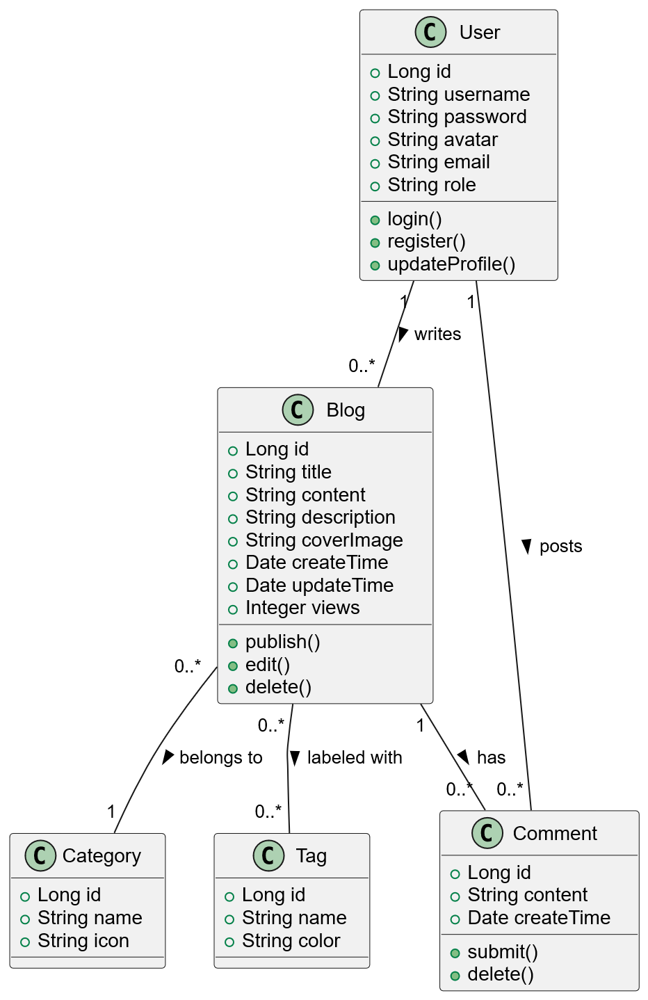 C User
Long id
String username
String password
String avatar
String email
String role
login()
register()
updateProfile()
1
1
writes
0..*
C Blog
Long id
String title
String content
String description
String coverImage
Date createTime
Date updateTime
Integer views
publish()
edit()
delete()
posts
0..*
0..*
1
belongs to
labeled with
has
1
0..*
0..*
0..*
C Category
Long id
String name
String icon
C Tag
Long id
String name
String color
C Comment
Long id
String content
Date createTime
submit()
delete()